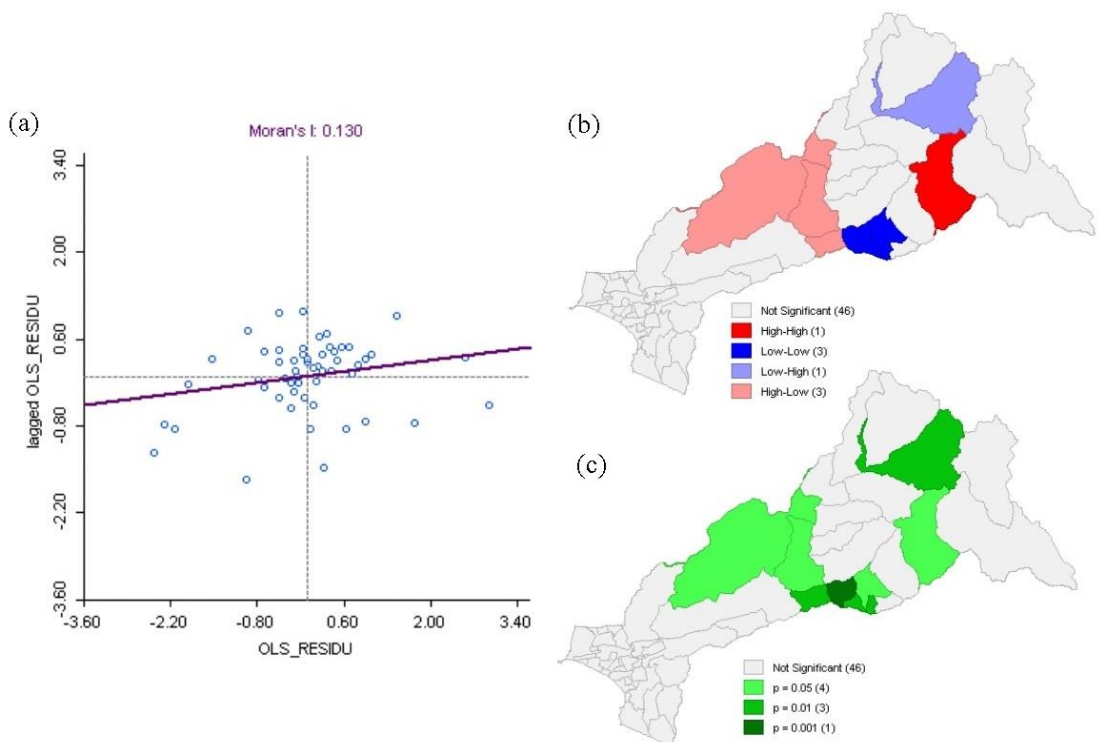 (a)
Moran's I: 0.130
3.40
2.00
0.60
-0.80
-2.20
-3.60
lagged OLS_RESIDU
-3.60 -2.20 -0.80 0.60 2.00 3.40
OLS_RESIDU
(b)
Not Significant (46)
High-High (1)
Low-Low (3)
Low-High (1)
High-Low (3)
(c)
Not Significant (46)
p = 0.05 (4)
p = 0.01 (3)
p = 0.001 (1)